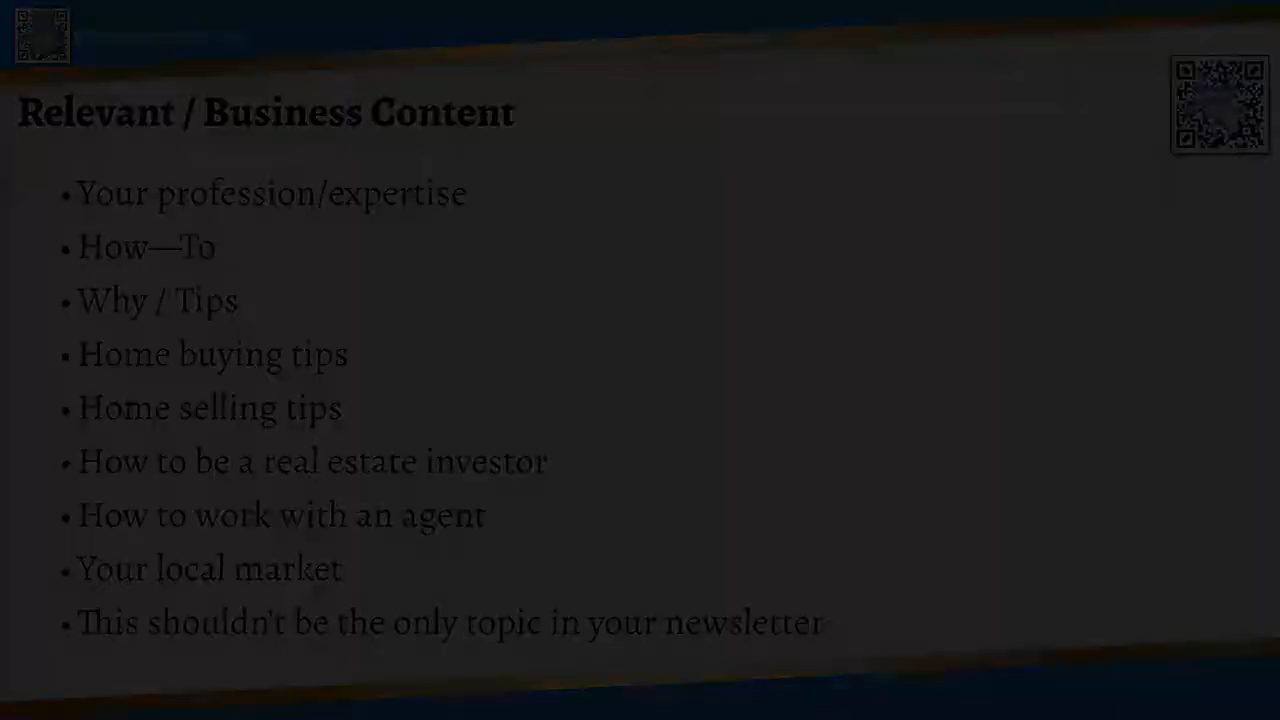 Relevant / Business Content
• Your profession/expertise
• How—To
• Why / Tips
• Home buying tips
• Home selling tips
• How to be a real estate investor
• How to work with an agent
• Your local market
• This shouldn't be the only topic in your newsletter